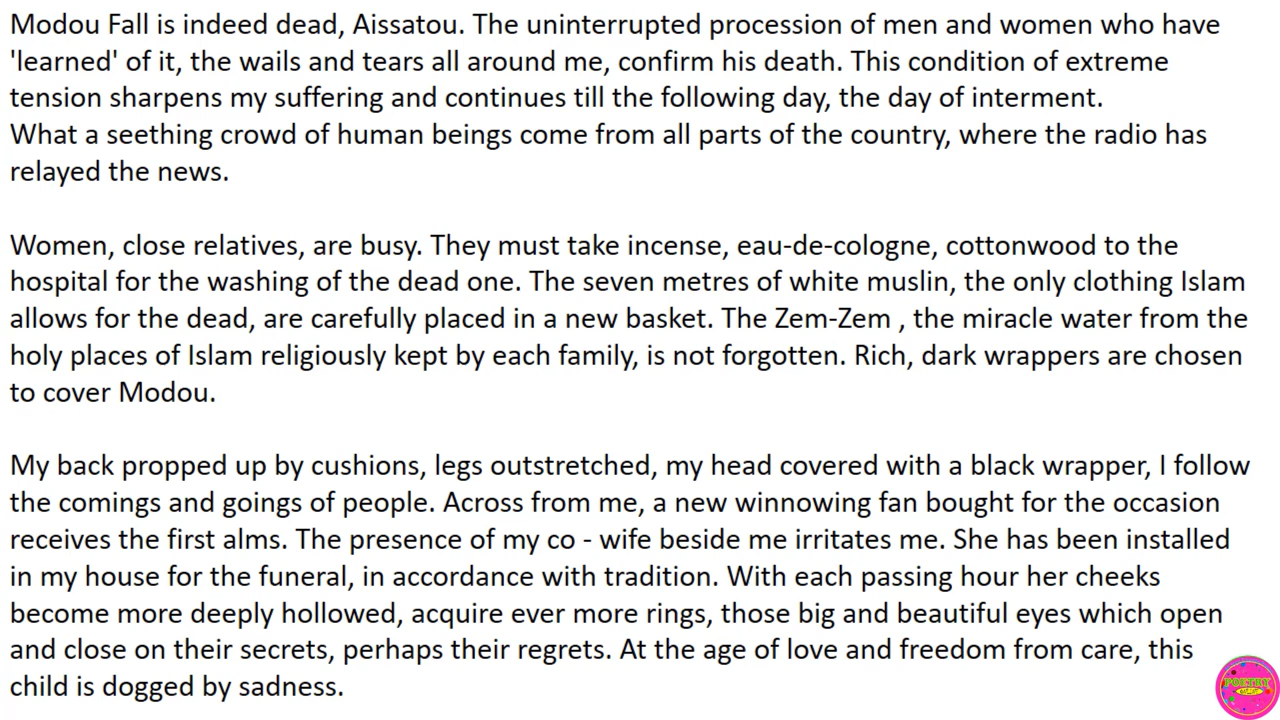 Modou Fall is indeed dead, Aissatou. The uninterrupted procession of men and women who have
'learned' of it, the wails and tears all around me, confirm his death. This condition of extreme
tension sharpens my suffering and continues till the following day, the day of interment.
What a seething crowd of human beings come from all parts of the country, where the radio has
relayed the news.
Women, close relatives, are busy. They must take incense, eau-de-cologne, cottonwood to the
hospital for the washing of the dead one. The seven metres of white muslin, the only clothing Islam
allows for the dead, are carefully placed in a new basket. The Zem-Zem , the miracle water from the
holy places of Islam religiously kept by each family, is not forgotten. Rich, dark wrappers are chosen
to cover Modou.
My back propped up by cushions, legs outstretched, my head covered with a black wrapper, I follow
the comings and goings of people. Across from me, a new winnowing fan bought for the occasion
receives the first alms. The presence of my co - wife beside me irritates me. She has been installed
in my house for the funeral, in accordance with tradition. With each passing hour her cheeks
become more deeply hollowed, acquire ever more rings, those big and beautiful eyes which open
and close on their secrets, perhaps their regrets. At the age of love and freedom from care, this
child is dogged by sadness.
POETRY